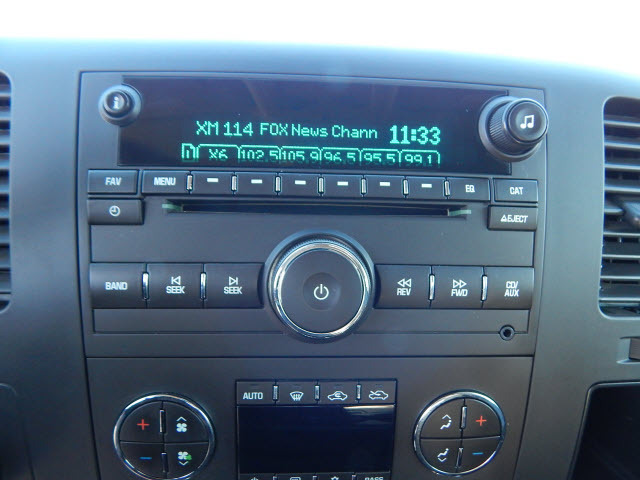 XM 114 FOX News Chann 11:33
X6 102.5 105.9 96.5 95.5 99.1
FAV MENU EQ CAT
EJECT
BAND SEEK SEEK REV FWD CD/
AUX
AUTO